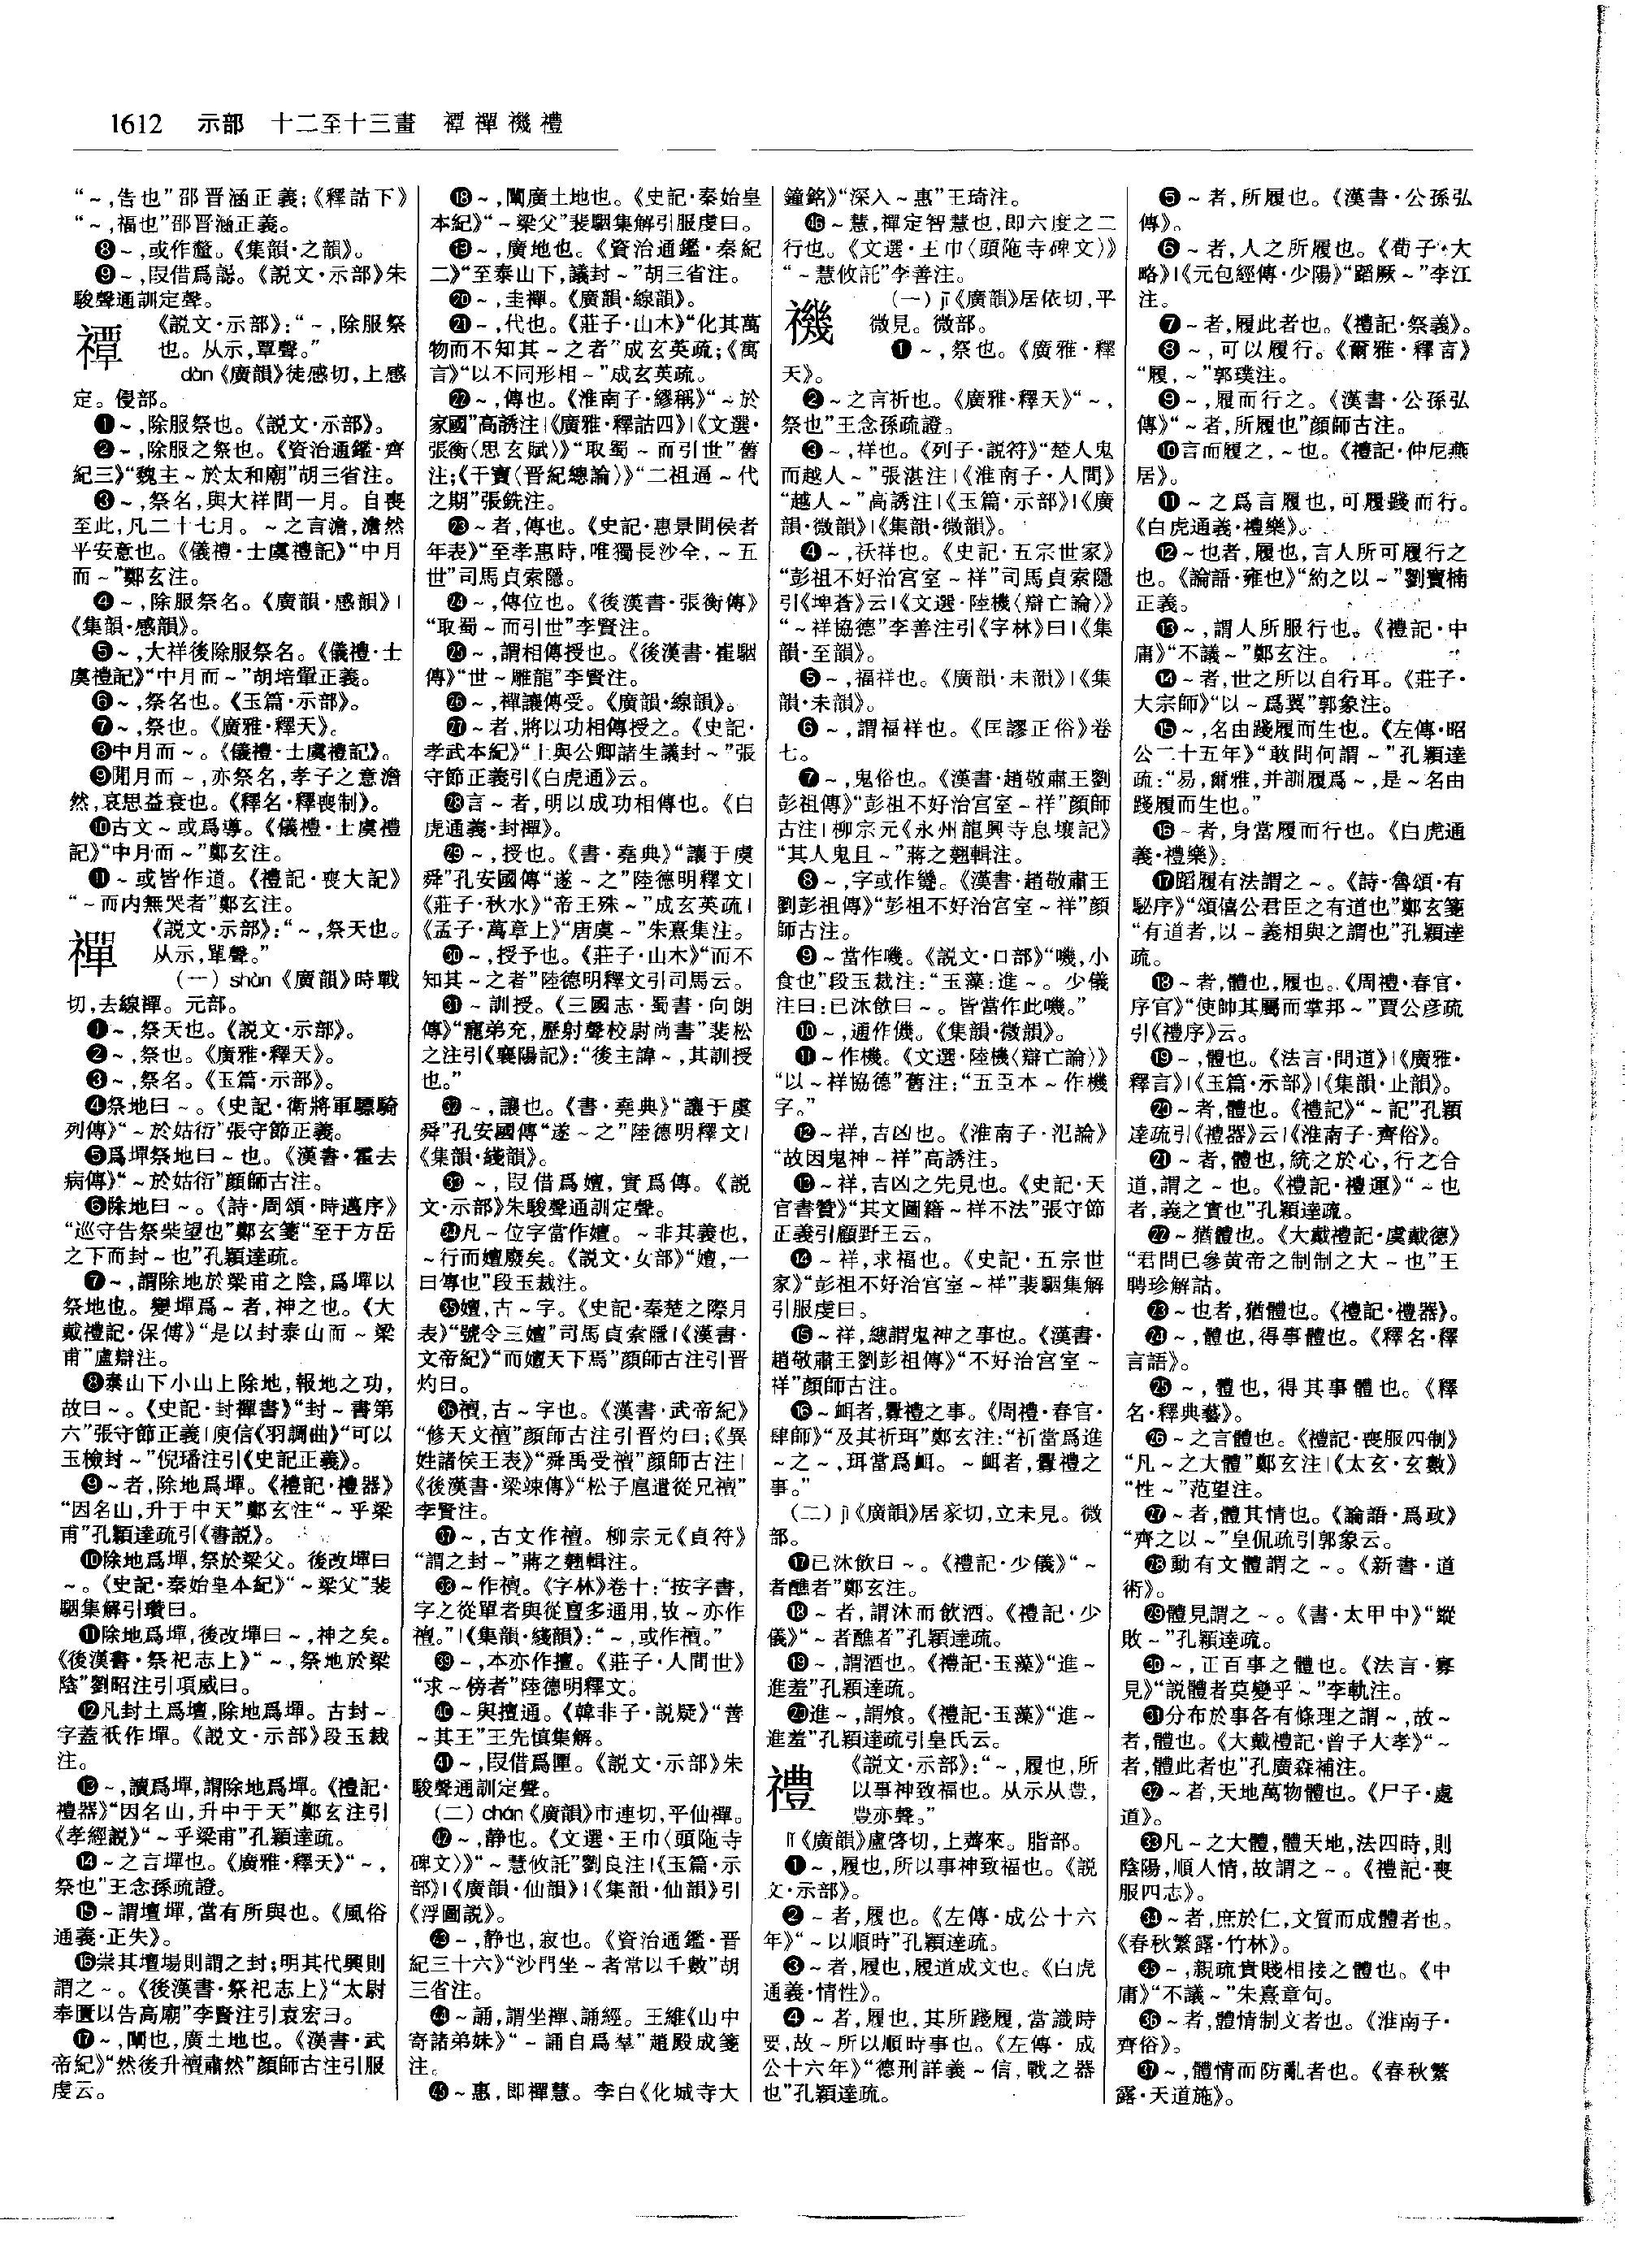 1612 示部 十二至十三畫 禫禪禨禮
“～,告也”邵晋涵正義;《釋詁下》
“～,福也”邵晋涵正義。
❽～,或作釐。《集韻·之韻》。
❾～,叚借爲誋。《説文·示部》朱
駿聲通訓定聲。
禫 《説文·示部》:“～,除服祭
也。从示,覃聲。”
dàn《廣韻》徒感切,上感
定。侵部。
❶～,除服祭也。《説文·示部》。
❷～,除服之祭也。《資治通鑑·齊
紀三》“魏主～於太和廟”胡三省注。
❸～,祭名,與大祥間一月。自喪
至此,凡二十七月。～之言澹,澹然
平安意也。《儀禮·士虞禮記》“中月
而～”鄭玄注。
❹～,除服祭名。《廣韻·感韻》|
《集韻·感韻》。
❺～,大祥後除服祭名。《儀禮·士
虞禮記》“中月而～”胡培翬正義。
❻～,祭名也。《玉篇·示部》。
❼～,祭也。《廣雅·釋天》。
❽中月而～。《儀禮·士虞禮記》。
❾閒月而～,亦祭名,孝子之意澹
然,哀思益衰也。《釋名·釋喪制》。
❿古文～或爲導。《儀禮·士虞禮
記》“中月而～”鄭玄注。
⓫～或皆作道。《禮記·喪大記》
“～而内無哭者”鄭玄注。
禪 《説文·示部》:“～,祭天也。
从示,單聲。”
(一) shàn《廣韻》時戰
切,去線禪。元部。
❶～,祭天也。《説文·示部》。
❷～,祭也。《廣雅·釋天》。
❸～,祭名。《玉篇·示部》。
❹祭地曰～。《史記·衛將軍驃騎
列傳》“～於姑衍”張守節正義。
❺爲墠祭地曰～也。《漢書·霍去
病傳》“～於姑衍”顔師古注。
❻除地曰～。《詩·周頌·時邁序》
“巡守告祭柴望也”鄭玄箋“至于方岳
之下而封～也”孔穎達疏。
❼～,謂除地於梁甫之陰,爲墠以
祭地也。變墠爲～者,神之也。《大
戴禮記·保傅》“是以封泰山而～梁
甫”盧辯注。
❽泰山下小山上除地,報地之功,
故曰～。《史記·封禪書》“封～書第
六”張守節正義|庾信《羽調曲》“可以
玉檢封～”倪璠注引《史記正義》。
❾～者,除地爲墠。《禮記·禮器》
“因名山,升于中天”鄭玄注“～乎梁
甫”孔穎達疏引《書説》。
❿除地爲墠,祭於梁父。後改墠曰
～。《史記·秦始皇本紀》“～梁父”裴
駰集解引瓚曰。
⓫除地爲墠,後改墠曰～,神之矣。
《後漢書·祭祀志上》“～,祭地於梁
陰”劉昭注引項威曰。
⓬凡封土爲壇,除地爲墠。古封～
字蓋衹作墠。《説文·示部》段玉裁
注。
⓭～,讀爲墠,謂除地爲墠。《禮記·
禮器》“因名山,升中于天”鄭玄注引
《孝經説》“～乎梁甫”孔穎達疏。
⓮～之言墠也。《廣雅·釋天》“～,
祭也”王念孫疏證。
⓯～謂壇墠,當有所與也。《風俗
通義·正失》。
⓰崇其壇場則謂之封;明其代興則
謂之～。《後漢書·祭祀志上》“太尉
奉匱以告高廟”李賢注引袁宏曰。
⓱～,闡也,廣土地也。《漢書·武
帝紀》“然後升襢肅然”顔師古注引服
虔云。
⓲～,闡廣土地也。《史記·秦始皇
本紀》“～梁父”裴駰集解引服虔曰。
⓳～,廣地也。《資治通鑑·秦紀
二》“至泰山下,議封～”胡三省注。
⓴～,圭禪。《廣韻·線韻》。
㉑～,代也。《莊子·山木》“化其萬
物而不知其～之者”成玄英疏;《寓
言》“以不同形相～”成玄英疏。
㉒～,傳也。《淮南子·繆稱》“～於
家國”高誘注|《廣雅·釋詁四》|《文選·
張衡〈思玄賦〉》“取蜀～而引世”舊
注;《干寶〈晋紀總論〉》“二祖逼～代
之期”張銑注。
㉓～者,傳也。《史記·惠景間侯者
年表》“至孝惠時,唯獨長沙全,～五
世”司馬貞索隱。
㉔～,傳位也。《後漢書·張衡傳》
“取蜀～而引世”李賢注。
㉕～,謂相傳授也。《後漢書·崔駰
傳》“世～雕龍”李賢注。
㉖～,禪讓傳受。《廣韻·線韻》。
㉗～者,將以功相傳授之。《史記·
孝武本紀》“上與公卿諸生議封～”張
守節正義引《白虎通》云。
㉘言～者,明以成功相傳也。《白
虎通義·封禪》。
㉙～,授也。《書·堯典》“讓于虞
舜”孔安國傳“遂～之”陸德明釋文|
《莊子·秋水》“帝王殊～”成玄英疏|
《孟子·萬章上》“唐虞～”朱熹集注。
㉚～,授予也。《莊子·山木》“而不
知其～之者”陸德明釋文引司馬云。
㉛～訓授。《三國志·蜀書·向朗
傳》“寵弟充,歷射聲校尉尚書”裴松
之注引《襄陽記》:“後主諱～,其訓授
也。”
㉜～,讓也。《書·堯典》“讓于虞
舜”孔安國傳“遂～之”陸德明釋文|
《集韻·綫韻》。
㉝～,叚借爲嬗,實爲傳。《説
文·示部》朱駿聲通訓定聲。
㉞凡～位字當作嬗。～非其義也,
～行而嬗廢矣。《説文·女部》“嬗,一
曰傳也”段玉裁注。
㉟嬗,古～字。《史記·秦楚之際月
表》“號令三嬗”司馬貞索隱|《漢書·
文帝紀》“而嬗天下焉”顔師古注引晋
灼曰。
㊱襢,古～字也。《漢書·武帝紀》
“修天文襢”顔師古注引晋灼曰;《異
姓諸侯王表》“舜禹受襢”顔師古注|
《後漢書·梁竦傳》“松子扈遣從兄襢”
李賢注。
㊲～,古文作襢。柳宗元《貞符》
“謂之封～”蔣之翹輯注。
㊳～作襢。《字林》卷十:“按字書,
字之從單者與從亶多通用,故～亦作
襢。”|《集韻·綫韻》:“～,或作襢。”
㊴～,本亦作擅。《莊子·人間世》
“求～傍者”陸德明釋文。
㊵～與擅通。《韓非子·説疑》“善
～其主”王先慎集解。
㊶～,叚借爲匰。《説文·示部》朱
駿聲通訓定聲。
(二) chán《廣韻》市連切,平仙禪。
㊷～,静也。《文選·王巾〈頭陁寺
碑文〉》“～慧攸託”劉良注|《玉篇·示
部》|《廣韻·仙韻》|《集韻·仙韻》引
《浮圖説》。
㊸～,静也,寂也。《資治通鑑·晋
紀三十六》“沙門坐～者常以千數”胡
三省注。
㊹～誦,謂坐禪、誦經。王維《山中
寄諸弟妹》“～誦自爲羣”趙殿成箋
注。
㊺～惠,即禪慧。李白《化城寺大
鐘銘》“深入～惠”王琦注。
㊻～慧,禪定智慧也,即六度之二
行也。《文選·王巾〈頭陁寺碑文〉》
“～慧攸託”李善注。
禨 (一) jī《廣韻》居依切,平
微見。微部。
❶～,祭也。《廣雅·釋
天》。
❷～之言祈也。《廣雅·釋天》“～,
祭也”王念孫疏證。
❸～,祥也。《列子·説符》“楚人鬼
而越人～”張湛注|《淮南子·人間》
“越人～”高誘注|《玉篇·示部》|《廣
韻·微韻》|《集韻·微韻》。
❹～,祅祥也。《史記·五宗世家》
“彭祖不好治宫室～祥”司馬貞索隱
引《埤蒼》云|《文選·陸機〈辯亡論〉》
“～祥協德”李善注引《字林》曰|《集
韻·至韻》。
❺～,福祥也。《廣韻·未韻》|《集
韻·未韻》。
❻～,謂福祥也。《匡謬正俗》卷
七。
❼～,鬼俗也。《漢書·趙敬肅王劉
彭祖傳》“彭祖不好治宫室～祥”顔師
古注|柳宗元《永州龍興寺息壤記》
“其人鬼且～”蔣之翹輯注。
❽～,字或作幾。《漢書·趙敬肅王
劉彭祖傳》“彭祖不好治宫室～祥”顔
師古注。
❾～當作嘰。《説文·口部》“嘰,小
食也”段玉裁注:“玉藻:進～。少儀
注曰:已沐飲曰～。皆當作此嘰。”
❿～,通作僟。《集韻·微韻》。
⓫～作機。《文選·陸機〈辯亡論〉》
“以～祥協德”舊注:“五臣本～作機
字。”
⓬～祥,吉凶也。《淮南子·氾論》
“故因鬼神～祥”高誘注。
⓭～祥,吉凶之先見也。《史記·天
官書贊》“其文圖籍～祥不法”張守節
正義引顧野王云。
⓮～祥,求福也。《史記·五宗世
家》“彭祖不好治宫室～祥”裴駰集解
引服虔曰。
⓯～祥,總謂鬼神之事也。《漢書·
趙敬肅王劉彭祖傳》“不好治宫室～
祥”顔師古注。
⓰～衈者,釁禮之事。《周禮·春官·
肆師》“及其祈珥”鄭玄注:“祈當爲進
～之～,珥當爲衈。～衈者,釁禮之
事。”
(二) jì《廣韻》居豙切,去未見。微
部。
⓱已沐飲曰～。《禮記·少儀》“～
者醮者”鄭玄注。
⓲～者,謂沐而飲酒。《禮記·少
儀》“～者醮者”孔穎達疏。
⓳～,謂酒也。《禮記·玉藻》“進～
進羞”孔穎達疏。
⓴進～,謂飧。《禮記·玉藻》“進～
進羞”孔穎達疏引皇氏云。
禮 《説文·示部》:“～,履也,所
以事神致福也。从示从豊,
豊亦聲。”
lǐ《廣韻》盧啓切,上薺來。脂部。
❶～,履也,所以事神致福也。《説
文·示部》。
❷～者,履也。《左傳·成公十六
年》“～以順時”孔穎達疏。
❸～者,履也,履道成文也。《白虎
通義·情性》。
❹～者,履也,其所踐履,當識時
要,故～所以順時事也。《左傳·成
公十六年》“德刑詳義～信,戰之器
也”孔穎達疏。
❺～者,所履也。《漢書·公孫弘
傳》。
❻～者,人之所履也。《荀子·大
略》|《元包經傳·少陽》“蹈厥～”李江
注。
❼～者,履此者也。《禮記·祭義》。
❽～,可以履行。《爾雅·釋言》
“履,～”郭璞注。
❾～,履而行之。《漢書·公孫弘
傳》“～者,所履也”顔師古注。
❿言而履之,～也。《禮記·仲尼燕
居》。
⓫～之爲言履也,可履踐而行。
《白虎通義·禮樂》。
⓬～也者,履也,言人所可履行之
也。《論語·雍也》“約之以～”劉寶楠
正義。
⓭～,謂人所服行也。《禮記·中
庸》“不議～”鄭玄注。
⓮～者,世之所以自行耳。《莊子·
大宗師》“以～爲翼”郭象注。
⓯～,名由踐履而生也。《左傳·昭
公二十五年》“敢問何謂～”孔穎達
疏:“易,爾雅,并訓履爲～,是～名由
踐履而生也。”
⓰～者,身當履而行也。《白虎通
義·禮樂》。
⓱蹈履有法謂之～。《詩·魯頌·有
駜序》“頌僖公君臣之有道也”鄭玄箋
“有道者,以～義相與之謂也”孔穎達
疏。
⓲～者,體也,履也。《周禮·春官·
序官》“使帥其屬而掌邦～”賈公彦疏
引《禮序》云。
⓳～,體也。《法言·問道》|《廣雅·
釋言》|《玉篇·示部》|《集韻·止韻》。
⓴～者,體也。《禮記》“～記”孔穎
達疏引《禮器》云|《淮南子·齊俗》。
㉑～者,體也,統之於心,行之合
道,謂之～也。《禮記·禮運》“～也
者,義之實也”孔穎達疏。
㉒～猶體也。《大戴禮記·虞戴德》
“君問已參黄帝之制制之大～也”王
聘珍解詁。
㉓～也者,猶體也。《禮記·禮器》。
㉔～,體也,得事體也。《釋名·釋
言語》。
㉕～,體也,得其事體也。《釋
名·釋典藝》。
㉖～之言體也。《禮記·喪服四制》
“凡～之大體”鄭玄注|《太玄·玄數》
“性～”范望注。
㉗～者,體其情也。《論語·爲政》
“齊之以～”皇侃疏引郭象云。
㉘動有文體謂之～。《新書·道
術》。
㉙體見謂之～。《書·太甲中》“縱
敗～”孔穎達疏。
㉚～,正百事之體也。《法言·寡
見》“説體者莫變乎～”李軌注。
㉛分布於事各有條理之謂～,故～
者,體也。《大戴禮記·曾子大孝》“～
者,體此者也”孔廣森補注。
㉜～者,天地萬物體也。《尸子·處
道》。
㉝凡～之大體,體天地,法四時,則
陰陽,順人情,故謂之～。《禮記·喪
服四志》。
㉞～者,庶於仁,文質而成體者也。
《春秋繁露·竹林》。
㉟～,親疏貴賤相接之體也。《中
庸》“不議～”朱熹章句。
㊱～者,體情制文者也。《淮南子·
齊俗》。
㊲～,體情而防亂者也。《春秋繁
露·天道施》。